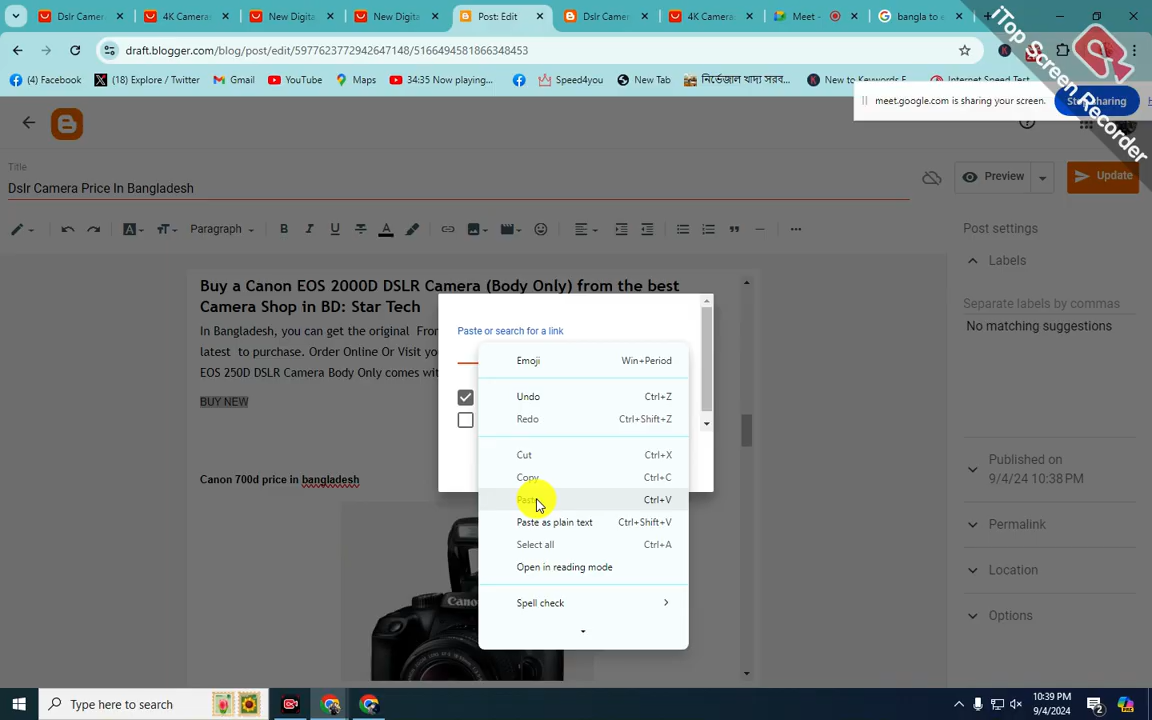 Dslr Camera
4K Camera
New Digita
New Digita
Post: Edit
Dslr Camer
4K Camera
Meet -
bangla to e
draft.blogger.com/blog/post/edit/5977623772942647148/5166494581866348453
(4) Facebook
(18) Explore / Twitter
Gmail
YouTube
Maps
34:35 Now playing...
Speed4you
New Tab
নির্ভেজাল খাদ্য সরব...
New to Keywords E
Internet Speed Test
iTop Screen Recorder
meet.google.com is sharing your screen.
Stop sharing
Title
Dslr Camera Price In Bangladesh
Preview
Update
Paragraph
Post settings
Labels
Separate labels by commas
No matching suggestions
Published on
9/4/24 10:38 PM
Permalink
Location
Options
Buy a Canon EOS 2000D DSLR Camera (Body Only) from the best
Camera Shop in BD: Star Tech
In Bangladesh, you can get the original From
latest to purchase. Order Online Or Visit yo
EOS 250D DSLR Camera Body Only comes wit
BUY NEW
Canon 700d price in bangladesh
Canon
Paste or search for a link
Emoji Win+Period
Undo Ctrl+Z
Redo Ctrl+Shift+Z
Cut Ctrl+X
Copy Ctrl+C
Paste Ctrl+V
Paste as plain text Ctrl+Shift+V
Select all Ctrl+A
Open in reading mode
Spell check
Type here to search
10:39 PM
9/4/2024
2